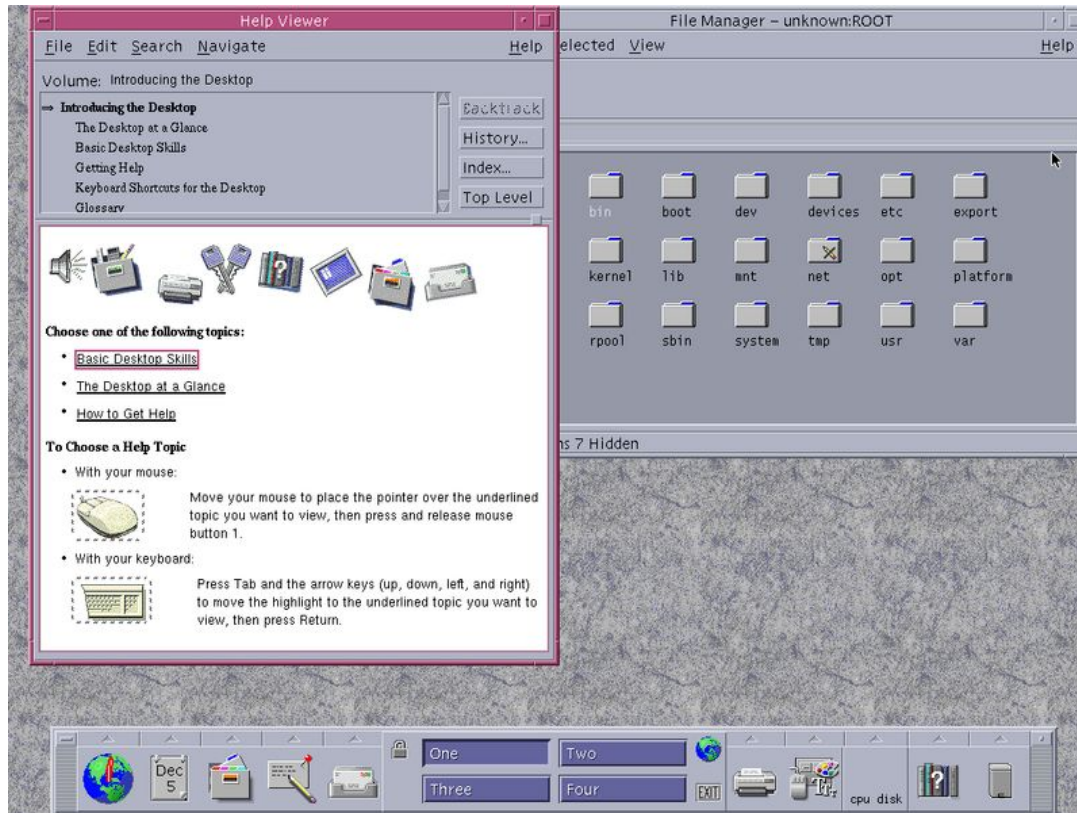 Help Viewer
File Edit Search Navigate Help
Volume: Introducing the Desktop
⇒ Introducing the Desktop
The Desktop at a Glance
Basic Desktop Skills
Getting Help
Keyboard Shortcuts for the Desktop
Glossary
Backtrack
History...
Index...
Top Level
Choose one of the following topics:
• Basic Desktop Skills
• The Desktop at a Glance
• How to Get Help
To Choose a Help Topic
• With your mouse:
Move your mouse to place the pointer over the underlined
topic you want to view, then press and release mouse
button 1.
• With your keyboard:
Press Tab and the arrow keys (up, down, left, and right)
to move the highlight to the underlined topic you want to
view, then press Return.
File Manager – unknown:ROOT
elected View Help
bin boot dev devices etc export
kernel lib mnt net opt platform
rpool sbin system tmp usr var
ns 7 Hidden
Dec
5
One Two
Three Four
EXIT
cpu disk